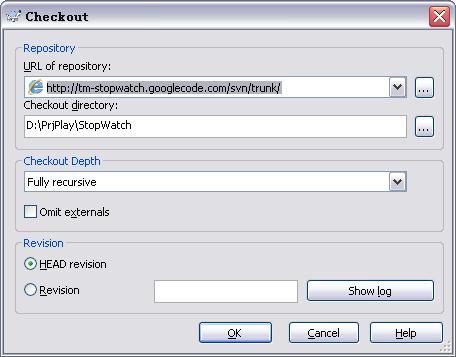 Checkout
Repository
URL of repository:
http://tm-stopwatch.googlecode.com/svn/trunk/
...
Checkout directory:
D:\PrjPlay\StopWatch
...
Checkout Depth
Fully recursive
Omit externals
Revision
HEAD revision
Revision
Show log
OK Cancel Help